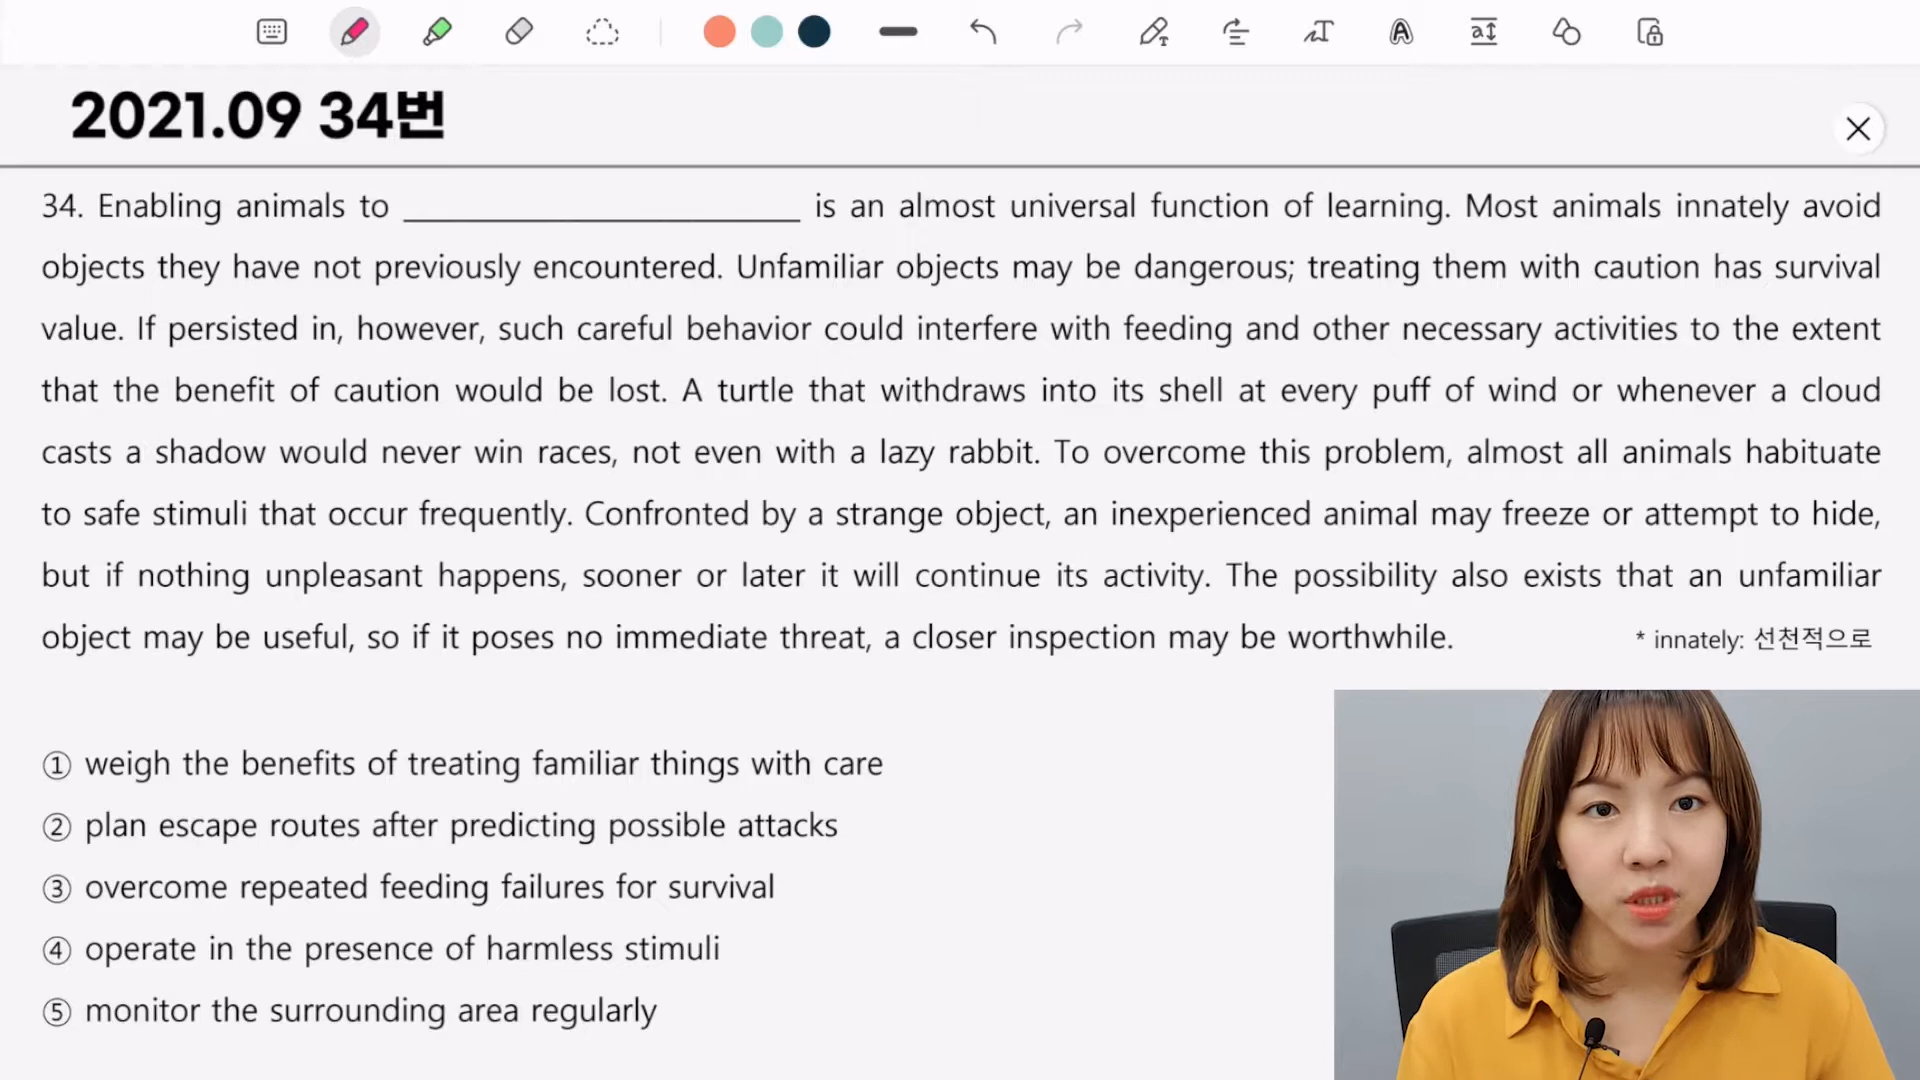 2021.09 34번
34. Enabling animals to ______________________ is an almost universal function of learning. Most animals innately avoid
objects they have not previously encountered. Unfamiliar objects may be dangerous; treating them with caution has survival
value. If persisted in, however, such careful behavior could interfere with feeding and other necessary activities to the extent
that the benefit of caution would be lost. A turtle that withdraws into its shell at every puff of wind or whenever a cloud
casts a shadow would never win races, not even with a lazy rabbit. To overcome this problem, almost all animals habituate
to safe stimuli that occur frequently. Confronted by a strange object, an inexperienced animal may freeze or attempt to hide,
but if nothing unpleasant happens, sooner or later it will continue its activity. The possibility also exists that an unfamiliar
object may be useful, so if it poses no immediate threat, a closer inspection may be worthwhile. * innately: 선천적으로
① weigh the benefits of treating familiar things with care
② plan escape routes after predicting possible attacks
③ overcome repeated feeding failures for survival
④ operate in the presence of harmless stimuli
⑤ monitor the surrounding area regularly